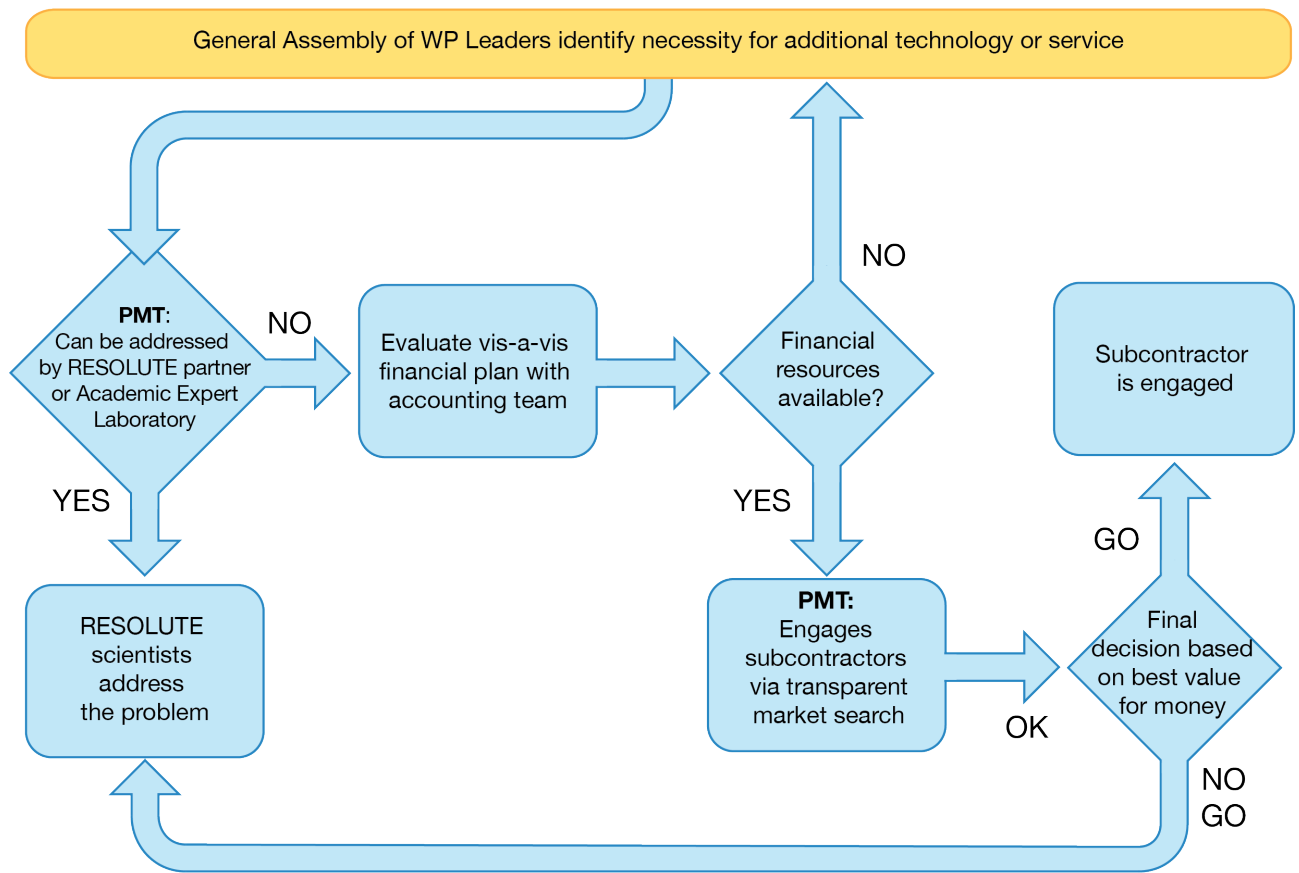 General Assembly of WP Leaders identify necessity for additional technology or service
NO
PMT:
Can be addressed
by RESOLUTE partner
or Academic Expert
Laboratory
NO
Evaluate vis-a-vis
financial plan with
accounting team
Financial
resources
available?
Subcontractor
is engaged
YES
YES
GO
RESOLUTE
scientists
address
the problem
PMT:
Engages
subcontractors
via transparent
market search
OK
Final
decision based
on best value
for money
NO
GO